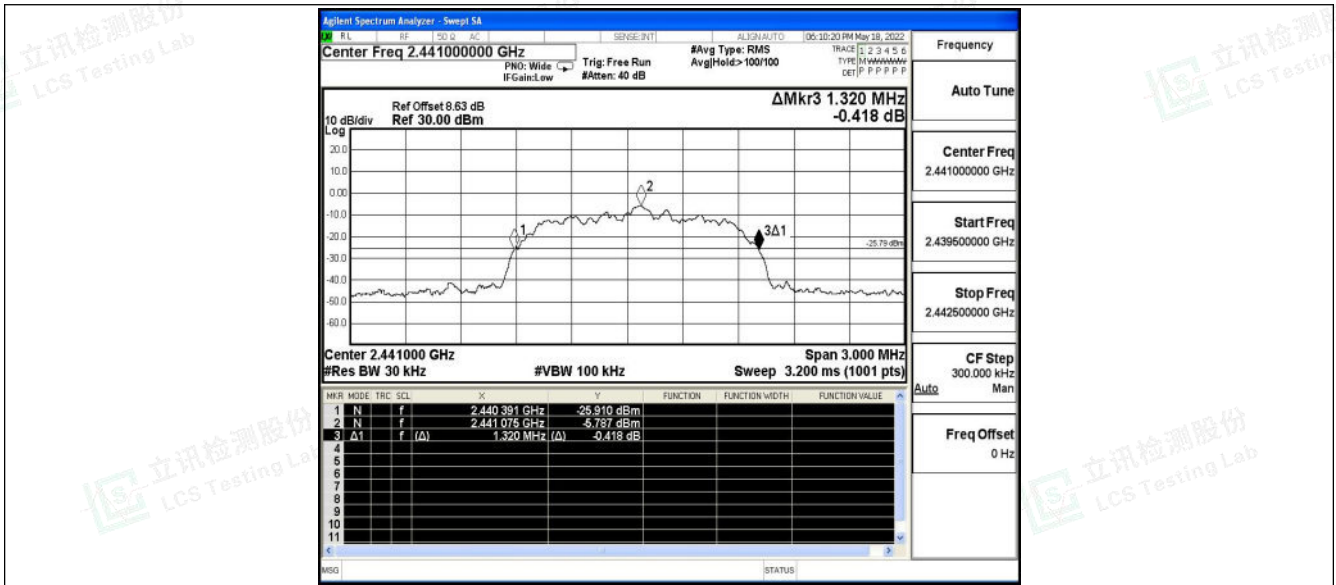 Agilent Spectrum Analyzer - Swept SA
RL RF 50 Ω AC SENSE:INT ALIGNAUTO 06:10:20 PM May 18, 2022
Center Freq 2.441000000 GHz
PNO: Wide
IFGain:Low
Trig: Free Run
#Atten: 40 dB
#Avg Type: RMS
Avg|Hold:>100/100
TRACE 1 2 3 4 5 6
TYPE M W W W W W
DET P P P P P P
Frequency
Auto Tune
Center Freq
2.441000000 GHz
Start Freq
2.439500000 GHz
Stop Freq
2.442500000 GHz
CF Step
300.000 kHz
Auto Man
Freq Offset
0 Hz
ΔMkr3 1.320 MHz
-0.418 dB
Ref Offset 8.63 dB
10 dB/div Ref 30.00 dBm
Log
20.0
10.0
0.00
-10.0
-20.0
-30.0
-40.0
-50.0
-60.0
1
2
3Δ1
-25.79 dBm
Center 2.441000 GHz Span 3.000 MHz
#Res BW 30 kHz #VBW 100 kHz Sweep 3.200 ms (1001 pts)
MKR MODE TRC SCL X Y FUNCTION FUNCTION WIDTH FUNCTION VALUE
1 N f 2.440 391 GHz -25.910 dBm
2 N f 2.441 075 GHz -5.787 dBm
3 Δ1 f (Δ) 1.320 MHz (Δ) -0.418 dB
4
5
6
7
8
9
10
11
MSG STATUS
立讯检测股份
LCS Testing Lab
立讯检测
LCS Testin
立讯检测股份
LCS Testing La
立讯检测股份
LCS Testing Lab